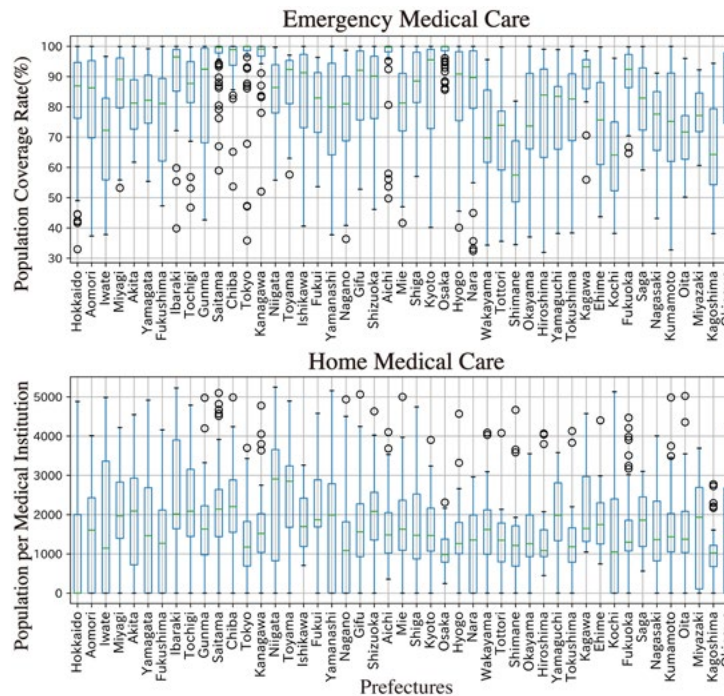 Emergency Medical Care
Population Coverage Rate(%)
100
90
80
70
60
50
40
30
Hokkaido
Aomori
Iwate
Miyagi
Akita
Yamagata
Fukushima
Ibaraki
Tochigi
Gunma
Saitama
Chiba
Tokyo
Kanagawa
Niigata
Toyama
Ishikawa
Fukui
Yamanashi
Nagano
Gifu
Shizuoka
Aichi
Mie
Shiga
Kyoto
Osaka
Hyogo
Nara
Wakayama
Tottori
Shimane
Okayama
Hiroshima
Yamaguchi
Tokushima
Kagawa
Ehime
Kochi
Fukuoka
Saga
Nagasaki
Kumamoto
Oita
Miyazaki
Kagoshima
Home Medical Care
Population per Medical Institution
5000
4000
3000
2000
1000
0
Hokkaido
Aomori
Iwate
Miyagi
Akita
Yamagata
Fukushima
Ibaraki
Tochigi
Gunma
Saitama
Chiba
Tokyo
Kanagawa
Niigata
Toyama
Ishikawa
Fukui
Yamanashi
Nagano
Gifu
Shizuoka
Aichi
Mie
Shiga
Kyoto
Osaka
Hyogo
Nara
Wakayama
Tottori
Shimane
Okayama
Hiroshima
Yamaguchi
Tokushima
Kagawa
Ehime
Kochi
Fukuoka
Saga
Nagasaki
Kumamoto
Oita
Miyazaki
Kagoshima
Prefectures